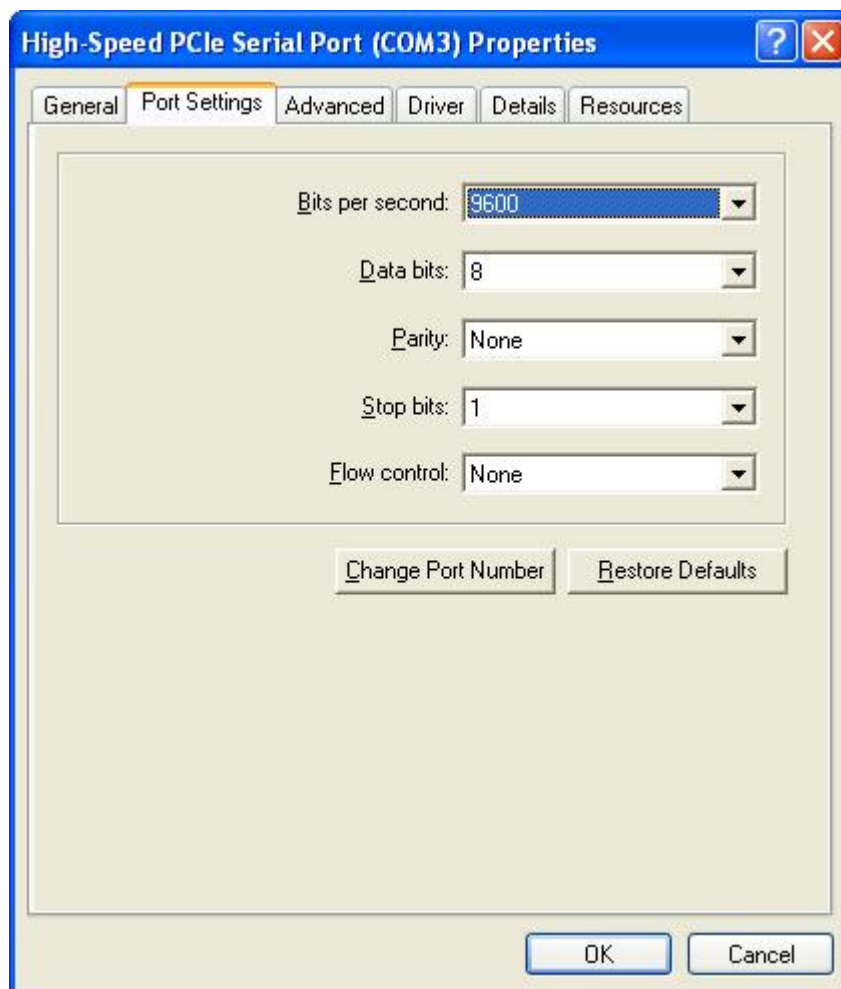 High-Speed PCIe Serial Port (COM3) Properties
General Port Settings Advanced Driver Details Resources
Bits per second: 9600
Data bits: 8
Parity: None
Stop bits: 1
Flow control: None
Change Port Number Restore Defaults
OK Cancel